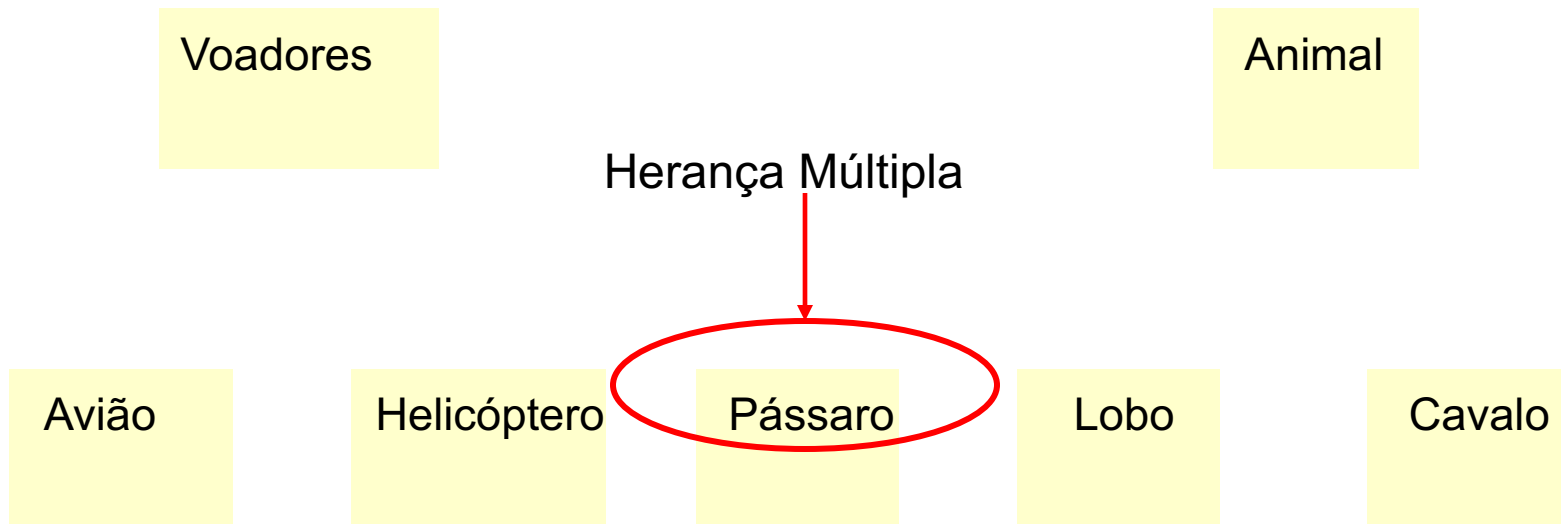 Voadores
Animal
Herança Múltipla
Avião
Helicóptero
Pássaro
Lobo
Cavalo